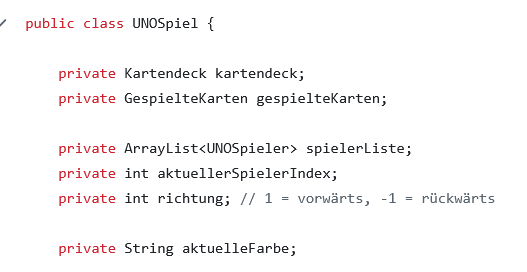 public class UNOSpiel {
private Kartendeck kartendeck;
private GespielteKarten gespielteKarten;
private ArrayList<UNOSpieler> spielerListe;
private int aktuellerSpielerIndex;
private int richtung; // 1 = vorwärts, -1 = rückwärts
private String aktuelleFarbe;